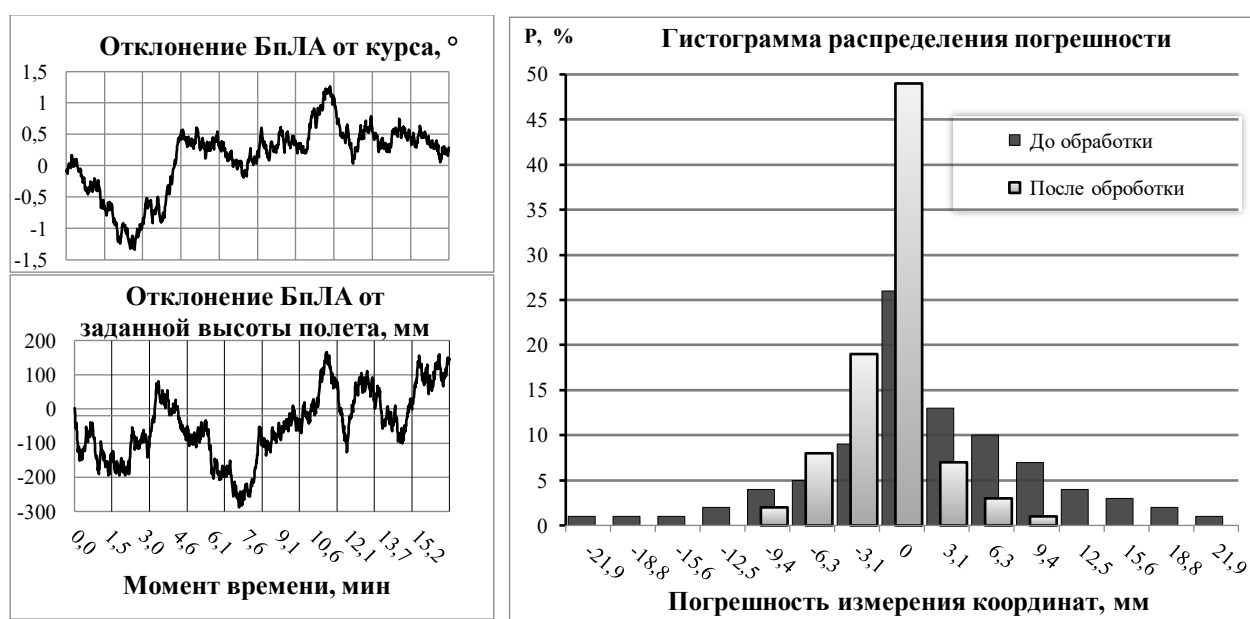 Отклонение БпЛА от курса, °
1,5
1
0,5
0
-0,5
-1
-1,5
Отклонение БпЛА от
заданной высоты полета, мм
200
100
0
-100
-200
-300
0,0 1,5 3,0 4,6 6,1 7,6 9,1 10,6 12,1 13,7 15,2
Момент времени, мин
P, % Гистограмма распределения погрешности
50
45
40
35
30
25
20
15
10
5
0
До обработки
После оброботки
-21,9 -18,8 -15,6 -12,5 -9,4 -6,3 -3,1 0 3,1 6,3 9,4 12,5 15,6 18,8 21,9
Погрешность измерения координат, мм